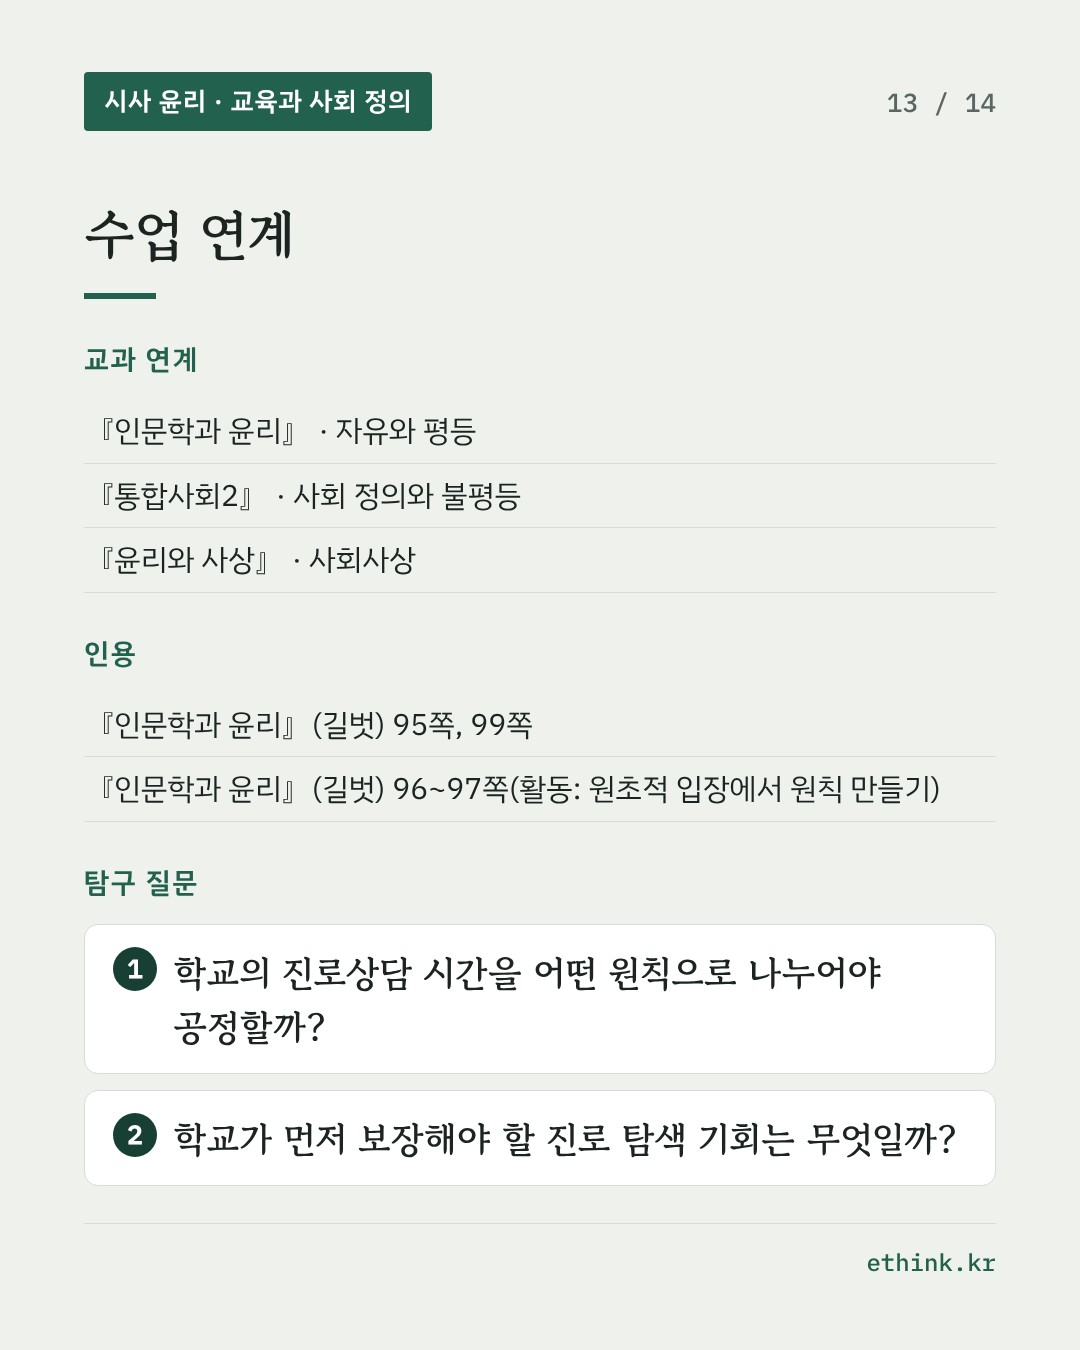 시사 윤리 · 교육과 사회 정의
13 / 14
수업 연계
교과 연계
『인문학과 윤리』 · 자유와 평등
『통합사회2』 · 사회 정의와 불평등
『윤리와 사상』 · 사회사상
인용
『인문학과 윤리』(길벗) 95쪽, 99쪽
『인문학과 윤리』(길벗) 96~97쪽(활동: 원초적 입장에서 원칙 만들기)
탐구 질문
1 학교의 진로상담 시간을 어떤 원칙으로 나누어야
공정할까?
2 학교가 먼저 보장해야 할 진로 탐색 기회는 무엇일까?
ethink.kr